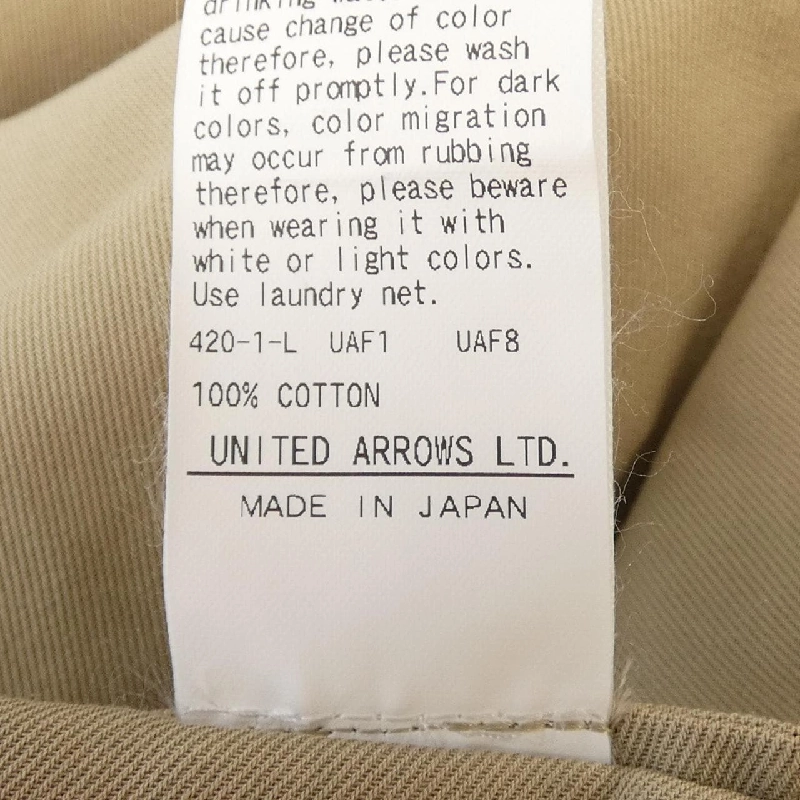 drinking
cause change of color
therefore, please wash
it off promptly.For dark
colors, color migration
may occur from rubbing
therefore, please beware
when wearing it with
white or light colors.
Use laundry net.
420-1-L UAF1 UAF8
100% COTTON
UNITED ARROWS LTD.
MADE IN JAPAN